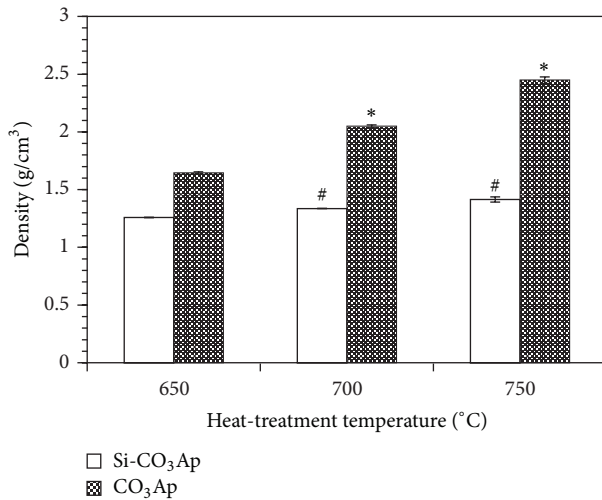 3
2.5
2
1.5
1
0.5
0
Density (g/cm³)
* 
*
#
#
650 700 750
Heat-treatment temperature (°C)
Si-CO₃Ap
CO₃Ap